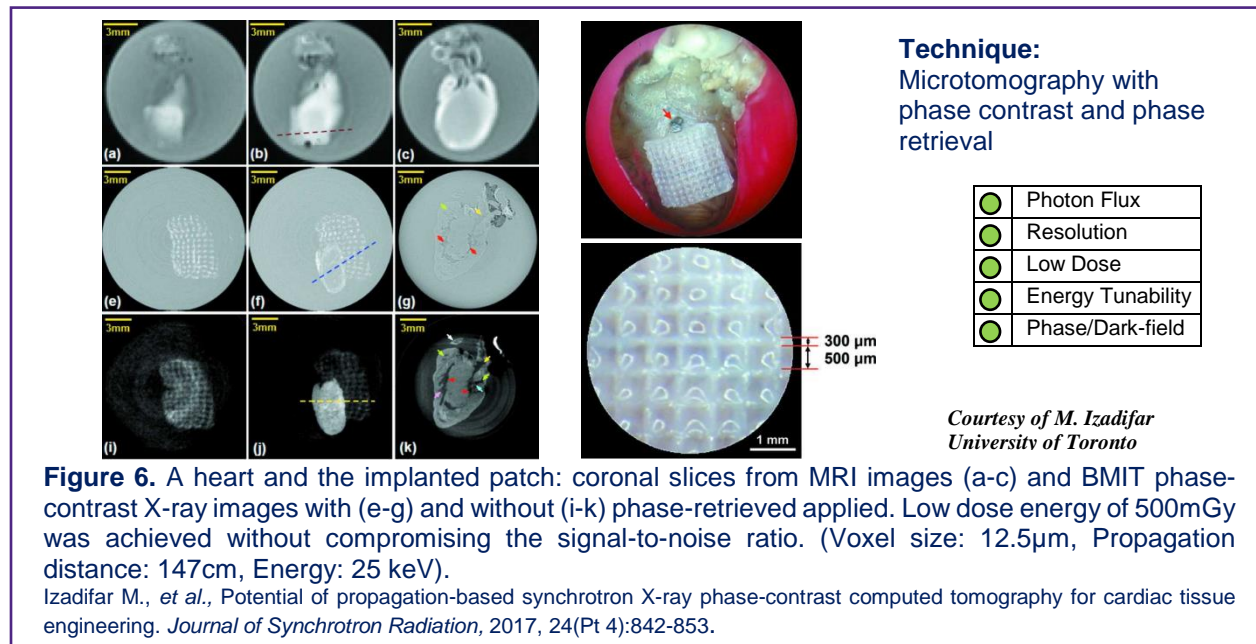 3mm
3mm
3mm
(a)
(b)
(c)
3mm
3mm
3mm
(e)
(f)
(g)
3mm
3mm
3mm
(i)
(j)
(k)
300 µm
500 µm
1 mm
Technique:
Microtomography with
phase contrast and phase
retrieval
Photon Flux
Resolution
Low Dose
Energy Tunability
Phase/Dark-field
Courtesy of M. Izadifar
University of Toronto
Figure 6. A heart and the implanted patch: coronal slices from MRI images (a-c) and BMIT phase-
contrast X-ray images with (e-g) and without (i-k) phase-retrieved applied. Low dose energy of 500mGy
was achieved without compromising the signal-to-noise ratio. (Voxel size: 12.5µm, Propagation
distance: 147cm, Energy: 25 keV).
Izadifar M., et al., Potential of propagation-based synchrotron X-ray phase-contrast computed tomography for cardiac tissue
engineering. Journal of Synchrotron Radiation, 2017, 24(Pt 4):842-853.